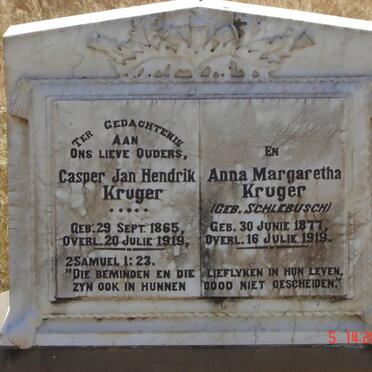 TER GEDACHTENIS
AAN
ONS LIEVE OUDERS,
CASPER JAN HENDRIK
KRUGER
GEB. 29 SEPT. 1865,
OVERL. 20 JULIE 1919,
EN
ANNA MARGARETHA
KRUGER
(GEB. SCHLEBUSCH)
GEB. 30 JUNIE 1877.
OVERL. 16 JULIE 1919.
2 SAMUEL 1:23.
"DIE BEMINDEN EN DIE LIEFLYKEN IN HUN LEVEN,
ZYN OOK IN HUNNEN DOOD NIET GESCHEIDEN."
5 14